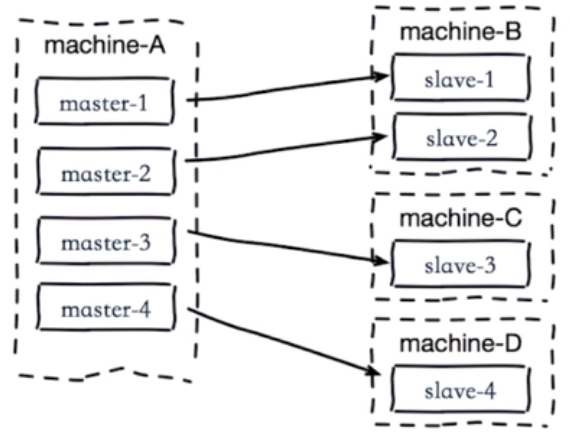 machine-A
master-1
master-2
master-3
master-4
machine-B
slave-1
slave-2
machine-C
slave-3
machine-D
slave-4